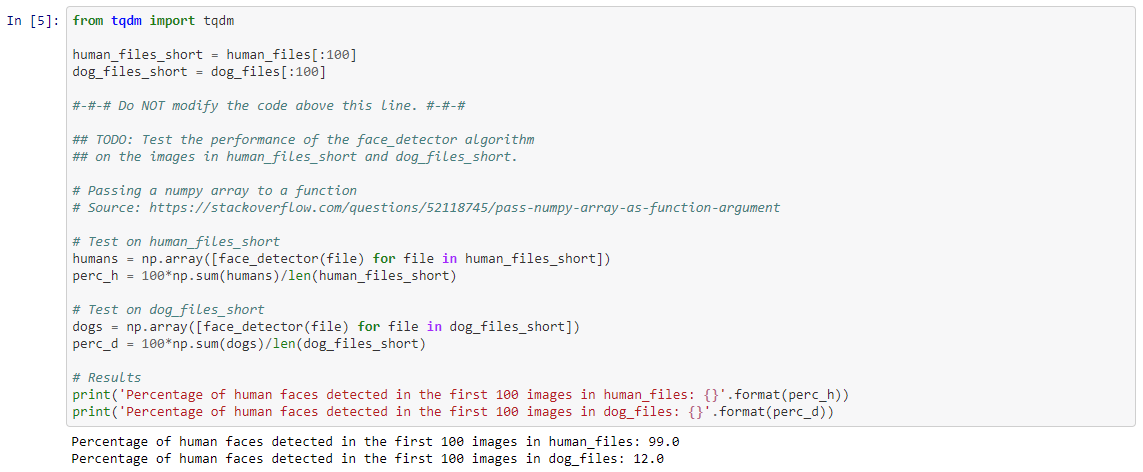 In [5]: from tqdm import tqdm
human_files_short = human_files[:100]
dog_files_short = dog_files[:100]
#-#-# Do NOT modify the code above this line. #-#-#
## TODO: Test the performance of the face_detector algorithm
## on the images in human_files_short and dog_files_short.
# Passing a numpy array to a function
# Source: https://stackoverflow.com/questions/52118745/pass-numpy-array-as-function-argument
# Test on human_files_short
humans = np.array([face_detector(file) for file in human_files_short])
perc_h = 100*np.sum(humans)/len(human_files_short)
# Test on dog_files_short
dogs = np.array([face_detector(file) for file in dog_files_short])
perc_d = 100*np.sum(dogs)/len(dog_files_short)
# Results
print('Percentage of human faces detected in the first 100 images in human_files: {}'.format(perc_h))
print('Percentage of human faces detected in the first 100 images in dog_files: {}'.format(perc_d))
Percentage of human faces detected in the first 100 images in human_files: 99.0
Percentage of human faces detected in the first 100 images in dog_files: 12.0